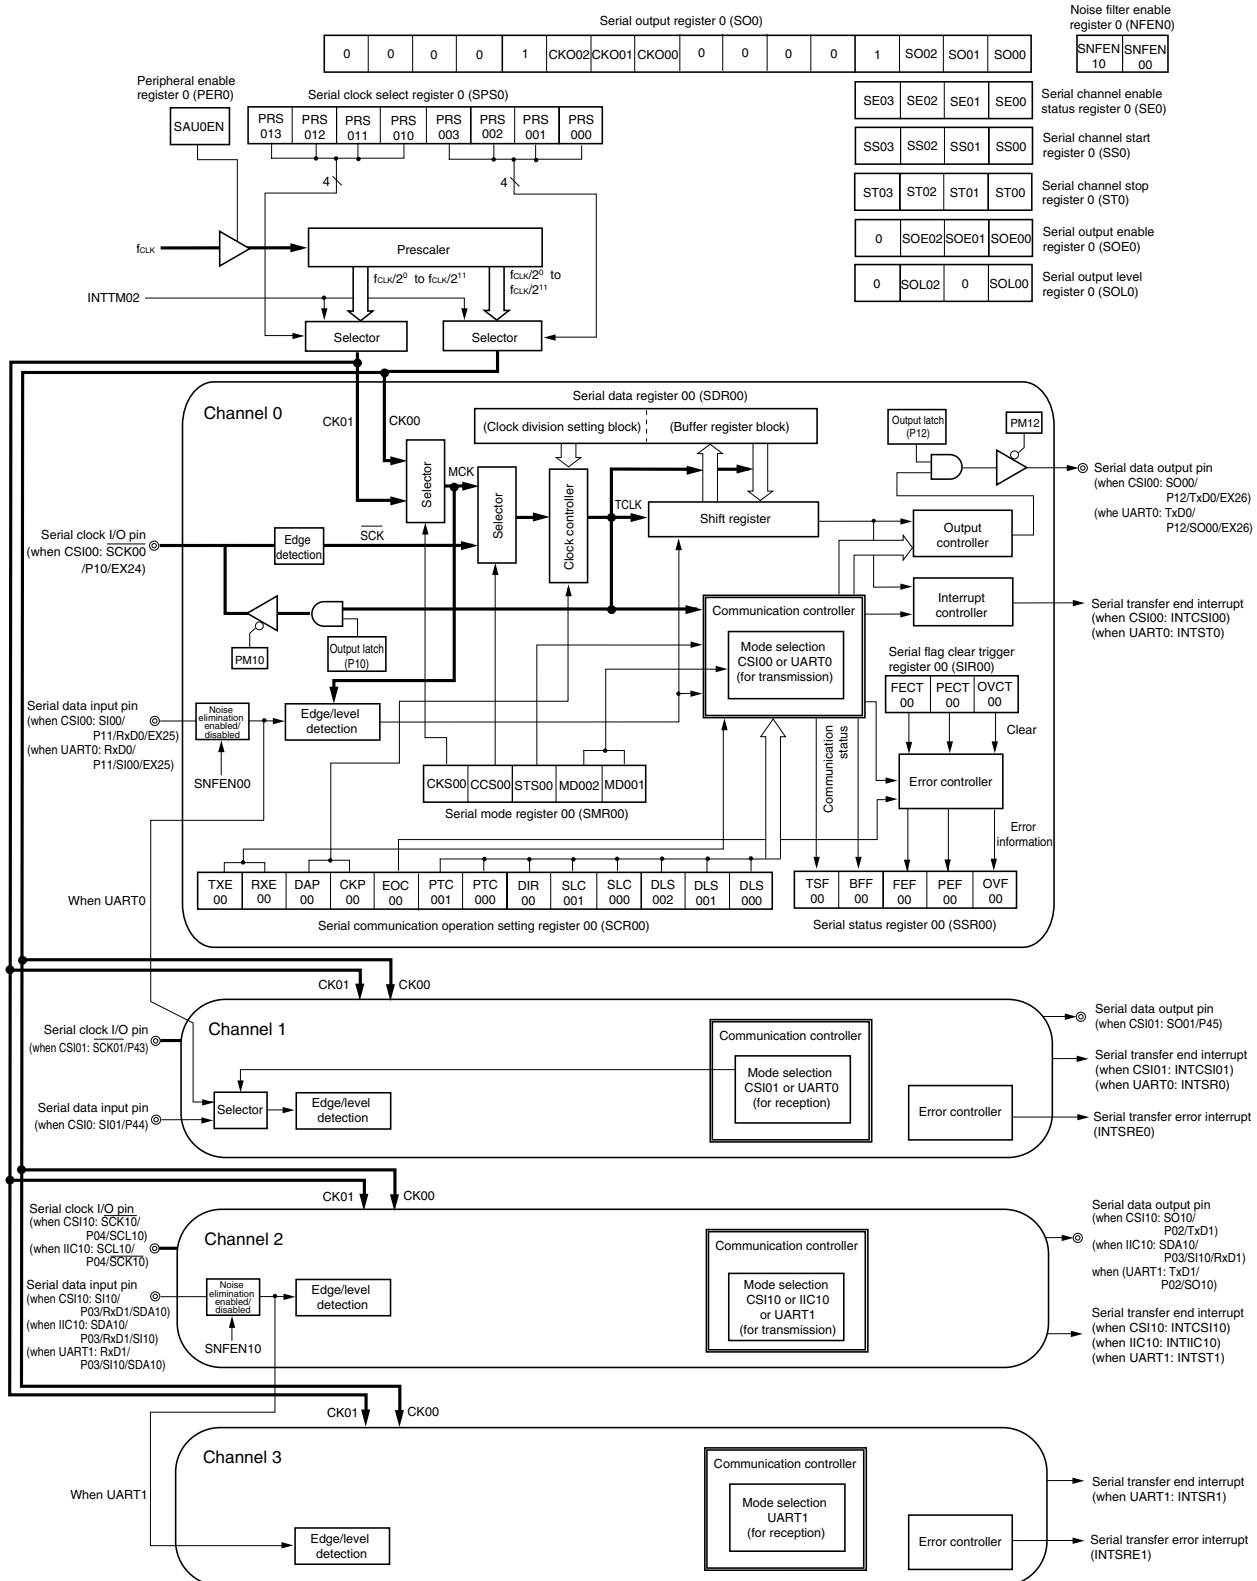 Serial output register 0 (SO0)
0 0 0 0 1 CKO02 CKO01 CKO00 0 0 0 0 1 SO02 SO01 SO00
Noise filter enable
register 0 (NFEN0)
SNFEN
10
SNFEN
00
Peripheral enable
register 0 (PER0)
SAU0EN
Serial clock select register 0 (SPS0)
PRS
013
PRS
012
PRS
011
PRS
010
PRS
003
PRS
002
PRS
001
PRS
000
4
4
SE03 SE02 SE01 SE00
Serial channel enable
status register 0 (SE0)
SS03 SS02 SS01 SS00
Serial channel start
register 0 (SS0)
ST03 ST02 ST01 ST00
Serial channel stop
register 0 (ST0)
0 SOE02 SOE01 SOE00
Serial output enable
register 0 (SOE0)
0 SOL02 0 SOL00
Serial output level
register 0 (SOL0)
fCLK
Prescaler
fCLK/2⁰ to fCLK/2¹¹
fCLK/2⁰ to
fCLK/2¹¹
INTTM02
Selector
Selector
Channel 0
CK01
CK00
Serial data register 00 (SDR00)
(Clock division setting block)
(Buffer register block)
Selector
MCK
Selector
Clock controller
TCLK
Shift register
Output latch
(P12)
PM12
Serial data output pin
(when CSI00: SO00/
P12/TxD0/EX26)
(whe UART0: TxD0/
P12/SO00/EX26)
Serial clock I/O pin
(when CSI00: SCK00
/P10/EX24)
Edge
detection
SCK
Output
controller
Interrupt
controller
Serial transfer end interrupt
(when CSI00: INTCSI00)
(when UART0: INTST0)
PM10
Output latch
(P10)
Communication controller
Mode selection
CSI00 or UART0
(for transmission)
Serial flag clear trigger
register 00 (SIR00)
FECT
00
PECT
00
OVCT
00
Clear
Serial data input pin
(when CSI00: SI00/
P11/RxD0/EX25)
(when UART0: RxD0/
P11/SI00/EX25)
Noise
elimination
enabled/
disabled
SNFEN00
Edge/level
detection
CKS00 CCS00 STS00 MD002 MD001
Serial mode register 00 (SMR00)
Communication
status
Error controller
Error
information
When UART0
TXE
00
RXE
00
DAP
00
CKP
00
EOC
00
PTC
001
PTC
000
DIR
00
SLC
001
SLC
000
DLS
002
DLS
001
DLS
000
Serial communication operation setting register 00 (SCR00)
TSF
00
BFF
00
FEF
00
PEF
00
OVF
00
Serial status register 00 (SSR00)
CK01
CK00
Channel 1
Serial clock I/O pin
(when CSI01: SCK01/P43)
Serial data input pin
(when CSI0: SI01/P44)
Selector
Edge/level
detection
Communication controller
Mode selection
CSI01 or UART0
(for reception)
Error controller
Serial data output pin
(when CSI01: SO01/P45)
Serial transfer end interrupt
(when CSI01: INTCSI01)
(when UART0: INTSR0)
Serial transfer error interrupt
(INTSRE0)
CK01
CK00
Channel 2
Serial clock I/O pin
(when CSI10: SCK10/
P04/SCL10)
(when IIC10: SCL10/
P04/SCK10)
Serial data input pin
(when CSI10: SI10/
P03/RxD1/SDA10)
(when IIC10: SDA10/
P03/RxD1/SI10)
(when UART1: RxD1/
P03/SI10/SDA10)
Noise
elimination
enabled/
disabled
SNFEN10
Edge/level
detection
Communication controller
Mode selection
CSI10 or IIC10
or UART1
(for transmission)
Serial data output pin
(when CSI10: SO10/
P02/TxD1)
(when IIC10: SDA10/
P03/SI10/RxD1)
when (UART1: TxD1/
P02/SO10)
Serial transfer end interrupt
(when CSI10: INTCSI10)
(when IIC10: INTIIC10)
(when UART1: INTST1)
CK01
CK00
Channel 3
When UART1
Edge/level
detection
Communication controller
Mode selection
UART1
(for reception)
Error controller
Serial transfer end interrupt
(when UART1: INTSR1)
Serial transfer error interrupt
(INTSRE1)